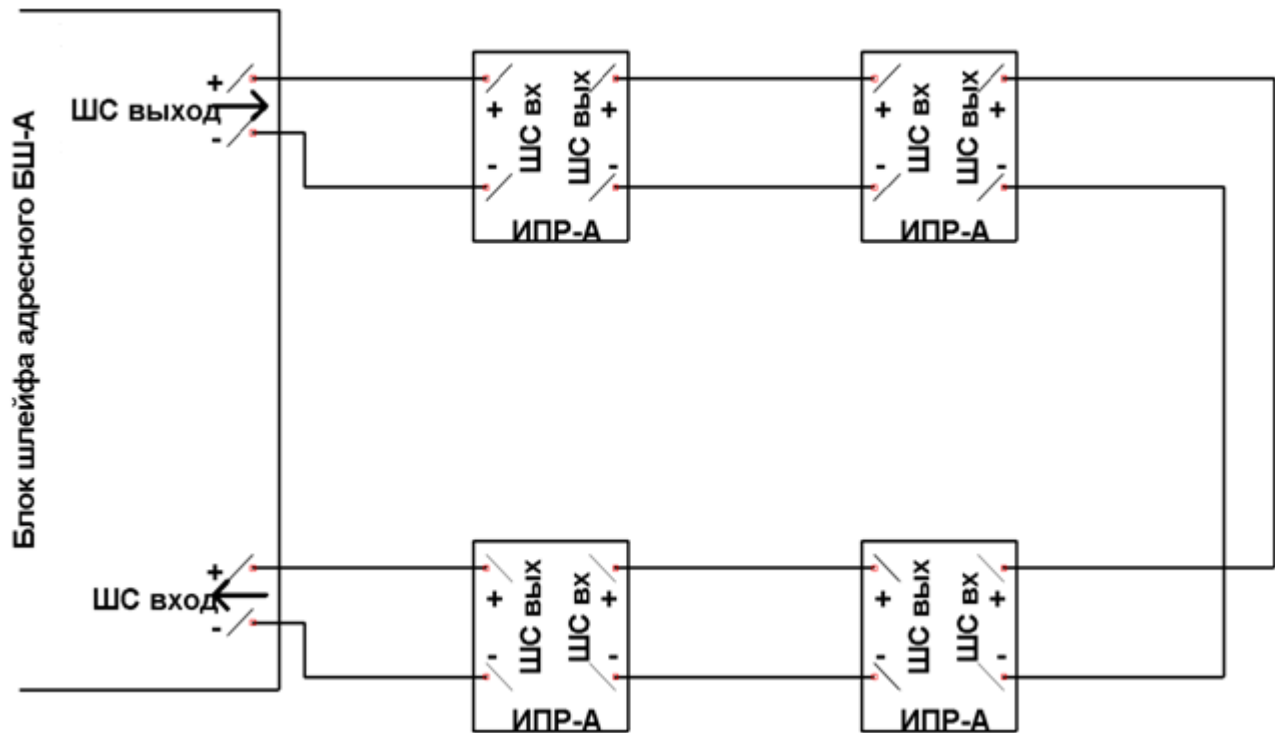 Блок шлейфа адресного БШ-А
+
ШС выход
-
+
-
ШС вх
ШС вых
+
-
ИПР-А
+
-
ШС вх
ШС вых
+
-
ИПР-А
+
ШС вход
-
+
-
ШС вых
ШС вх
+
-
ИПР-А
+
-
ШС вых
ШС вх
+
-
ИПР-А